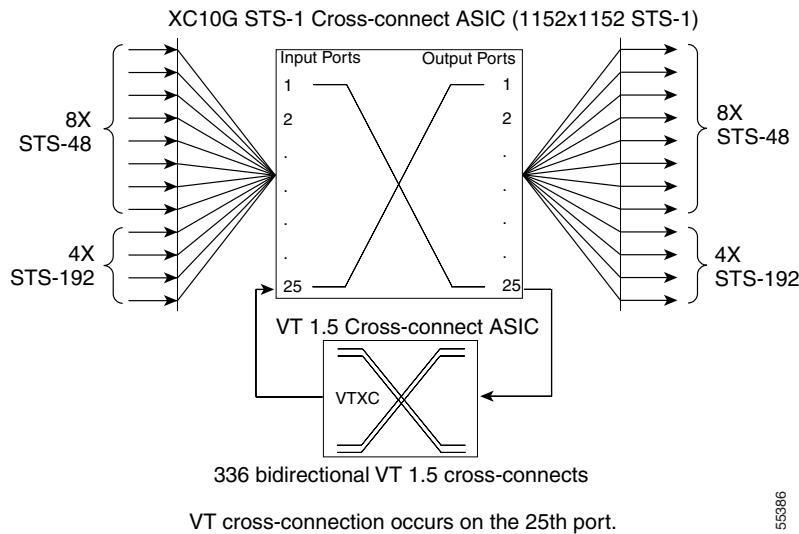 XC10G STS-1 Cross-connect ASIC (1152x1152 STS-1)
Input Ports
Output Ports
1
1
2
2
.
.
.
.
.
.
.
.
25
25
8X
STS-48
8X
STS-48
4X
STS-192
4X
STS-192
VT 1.5 Cross-connect ASIC
VTXC
336 bidirectional VT 1.5 cross-connects
VT cross-connection occurs on the 25th port.
55386